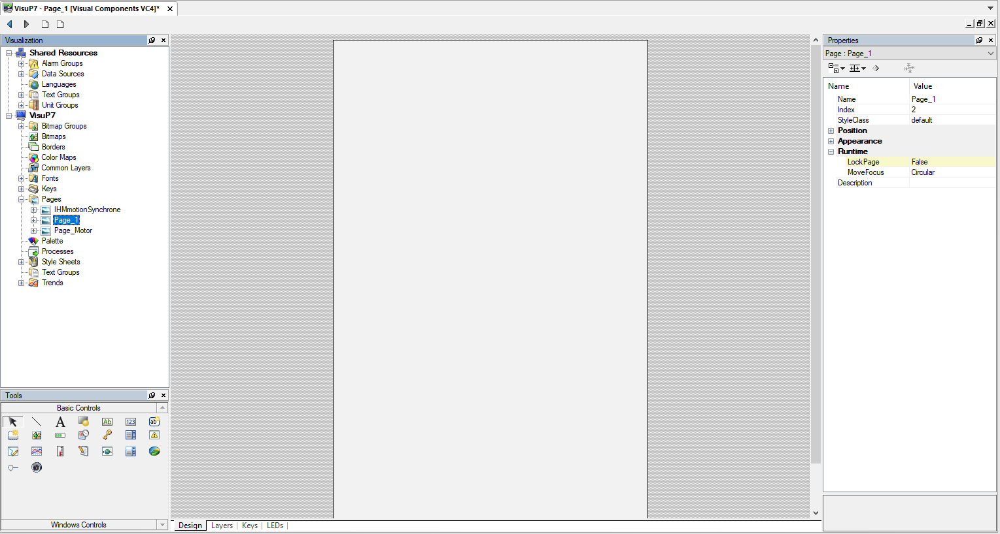 VisuP7 - Page_1 [Visual Components VC4]*
Visualization
Shared Resources
Alarm Groups
Data Sources
Languages
Text Groups
Unit Groups
VisuP7
Bitmap Groups
Bitmaps
Borders
Color Maps
Common Layers
Fonts
Keys
Pages
IHMmotionSynchrone
Page_1
Page_Motor
Palette
Processes
Style Sheets
Text Groups
Trends
Tools
Basic Controls
A
Ab
123
ab
Windows Controls
Design
Layers
Keys
LEDs
Properties
Page : Page_1
Name Value
Name Page_1
Index 2
StyleClass default
Position
Appearance
Runtime
LockPage False
MoveFocus Circular
Description